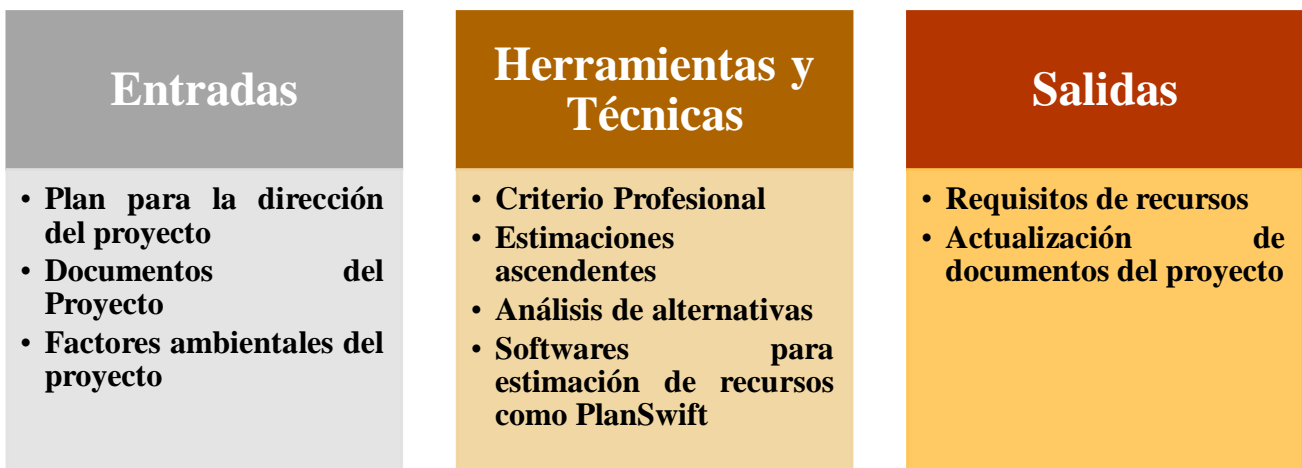 Entradas
• Plan para la dirección
del proyecto
• Documentos del
Proyecto
• Factores ambientales del
proyecto
Herramientas y
Técnicas
• Criterio Profesional
• Estimaciones
ascendentes
• Análisis de alternativas
• Softwares para
estimación de recursos
como PlanSwift
Salidas
• Requisitos de recursos
• Actualización de
documentos del proyecto